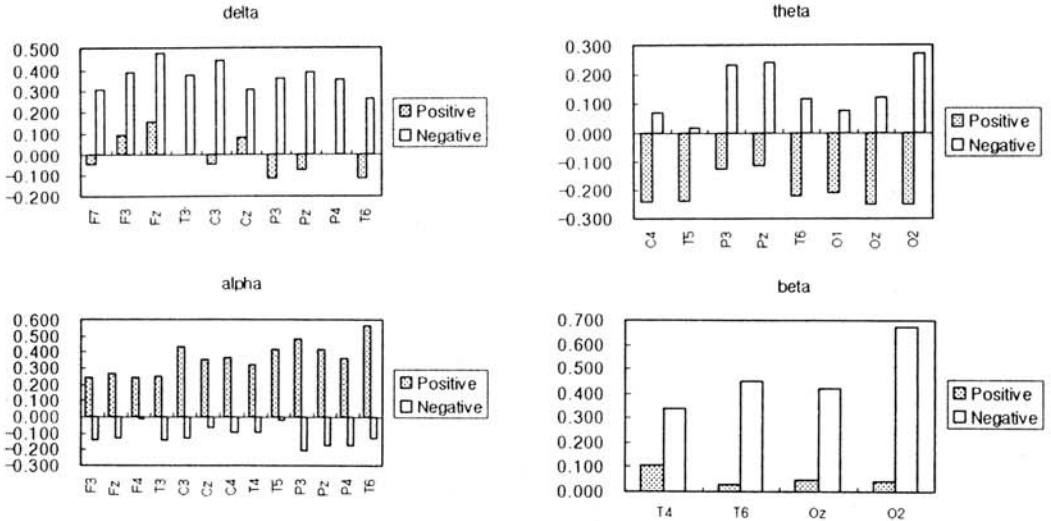 delta
0.500
0.400
0.300
0.200
0.100
0.000
-0.100
-0.200
F7 F3 Fz T3 C3 Cz P3 Pz P4 T6
Positive
Negative
theta
0.300
0.200
0.100
0.000
-0.100
-0.200
-0.300
C4 T5 P3 Pz T6 O1 Oz O2
Positive
Negative
alpha
0.600
0.500
0.400
0.300
0.200
0.100
0.000
-0.100
-0.200
-0.300
F3 Fz F4 T3 C3 Cz C4 T4 T5 P3 Pz P4 T6
Positive
Negative
beta
0.700
0.600
0.500
0.400
0.300
0.200
0.100
0.000
T4 T6 Oz O2
Positive
Negative